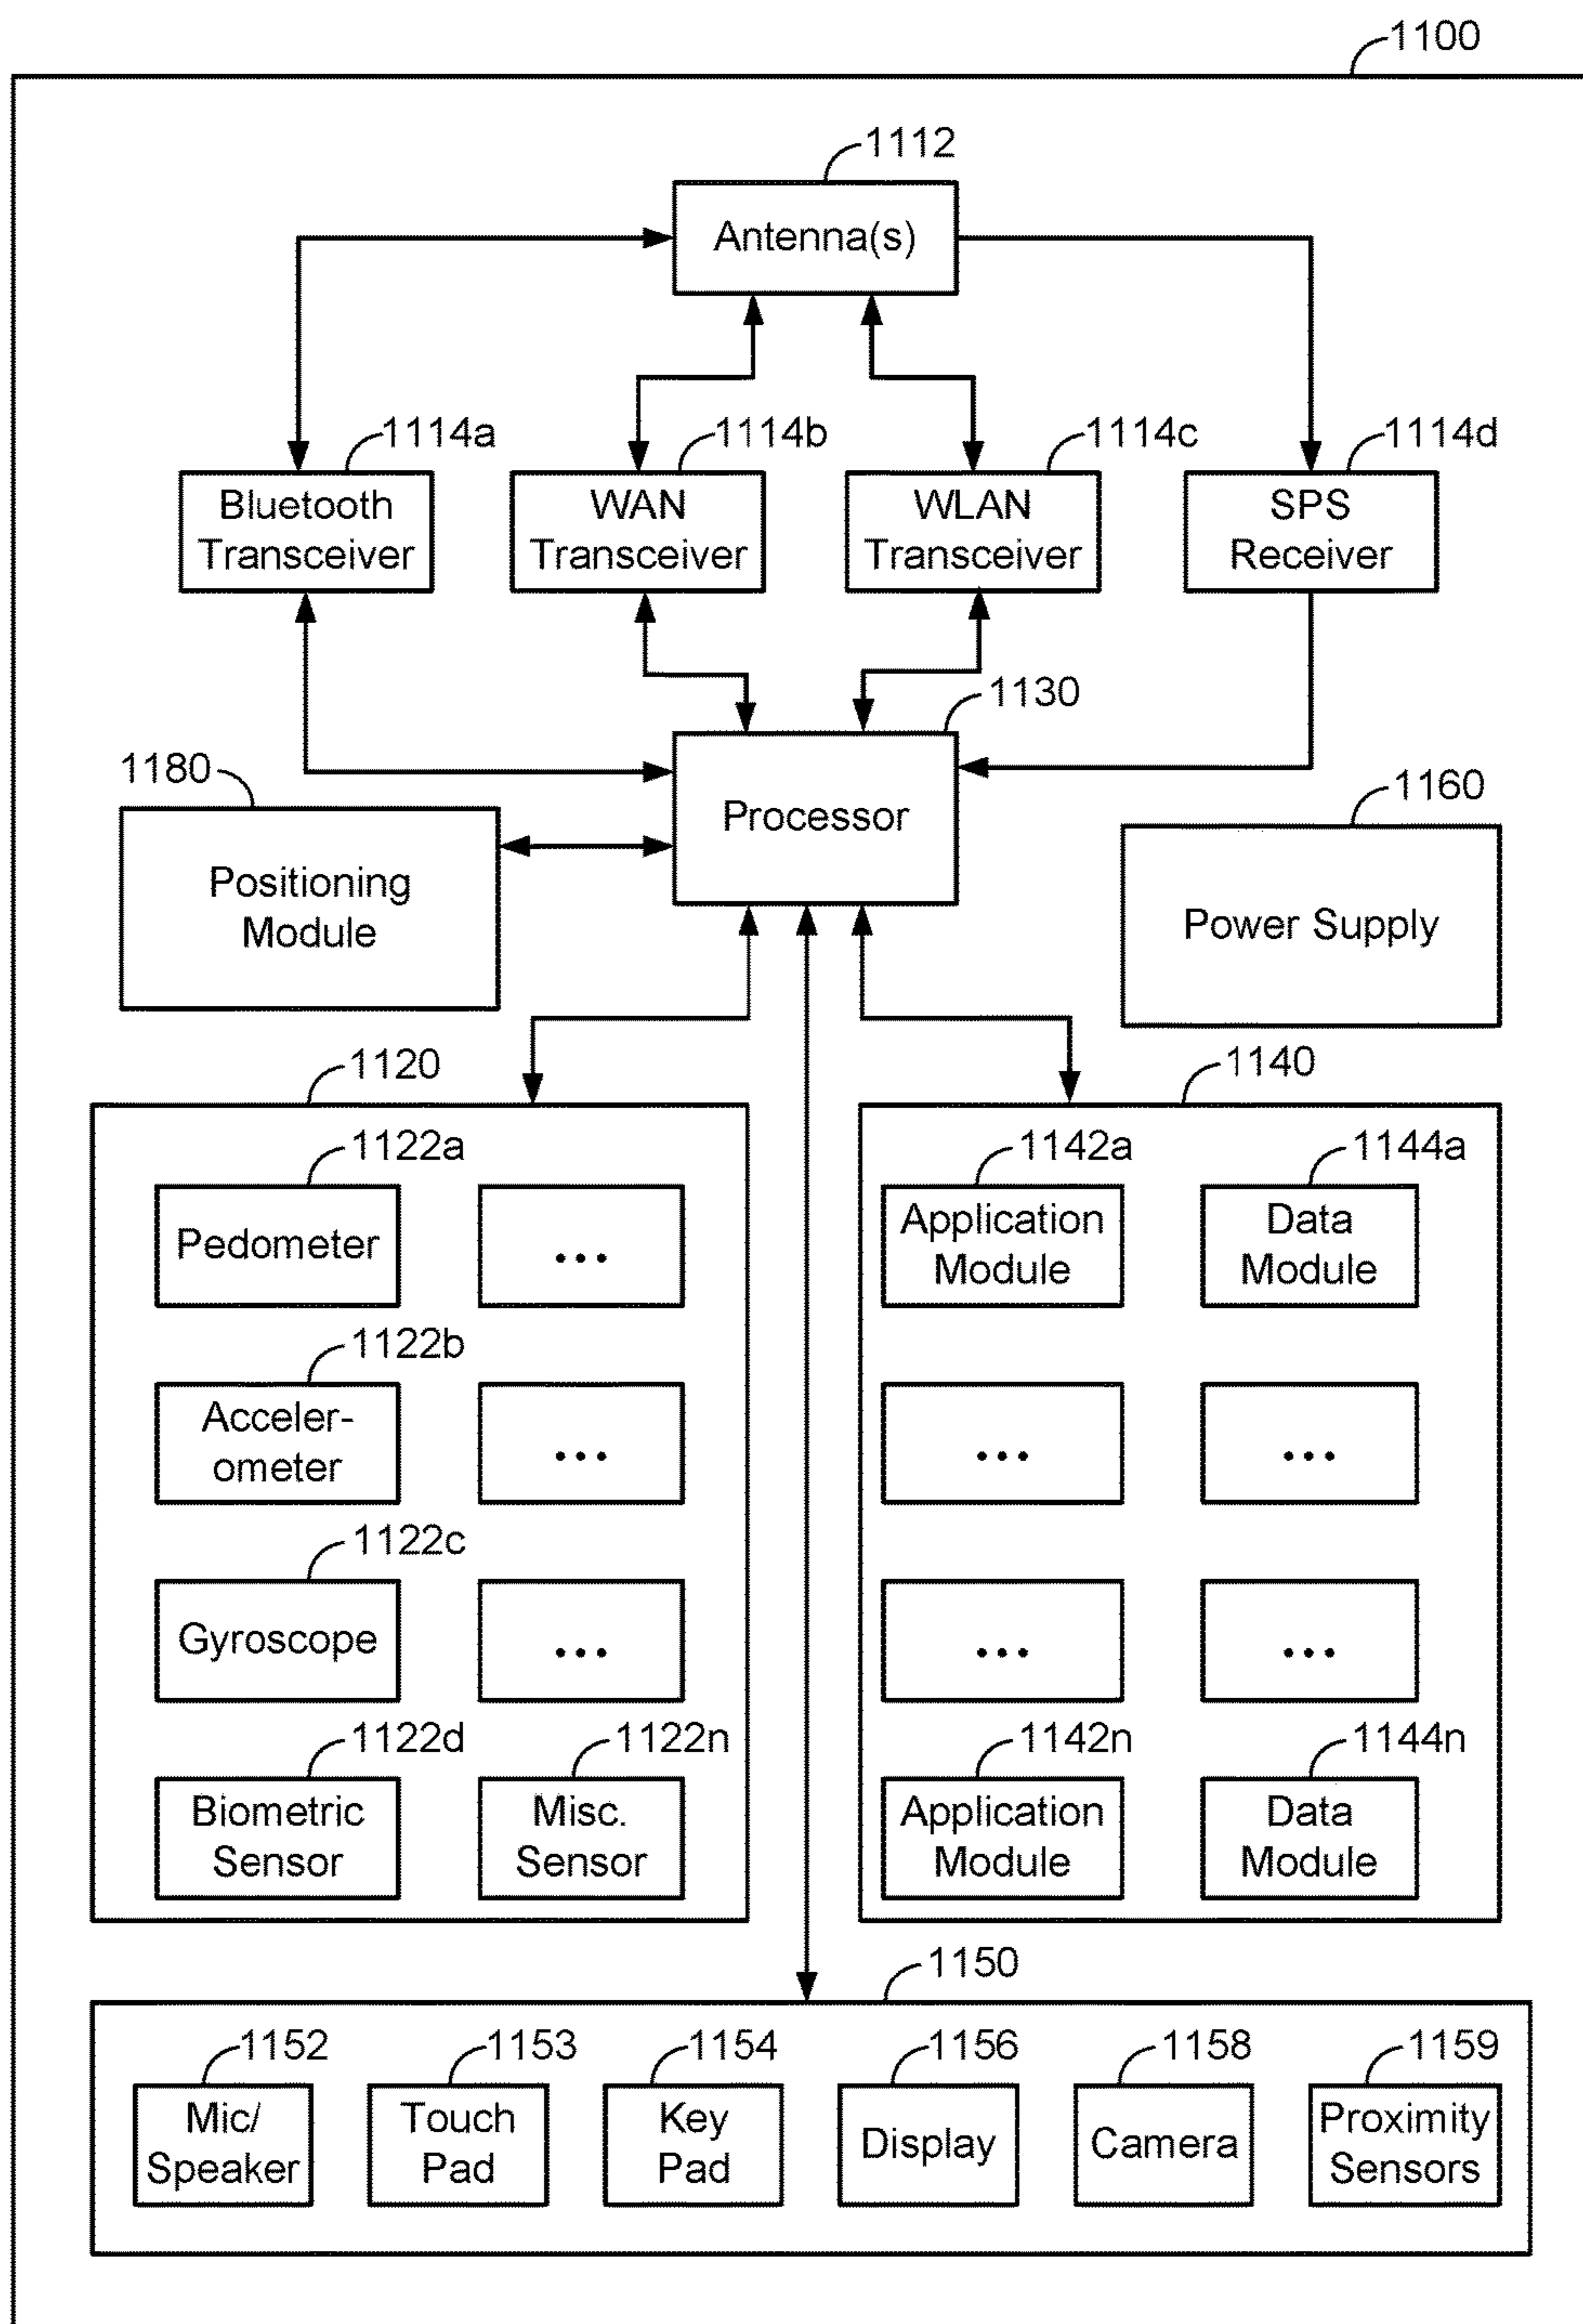 1100
1112
Antenna(s)
1114a
1114b
1114c
1114d
Bluetooth
Transceiver
WAN
Transceiver
WLAN
Transceiver
SPS
Receiver
1130
1180
Processor
1160
Positioning
Module
Power Supply
1120
1140
1122a
1142a
1144a
Pedometer
...
Application
Module
Data
Module
1122b
Acceler-
ometer
...
...
...
1122c
Gyroscope
...
...
...
1122d
1122n
1142n
1144n
Biometric
Sensor
Misc.
Sensor
Application
Module
Data
Module
1150
1152
1153
1154
1156
1158
1159
Mic/
Speaker
Touch
Pad
Key
Pad
Display
Camera
Proximity
Sensors